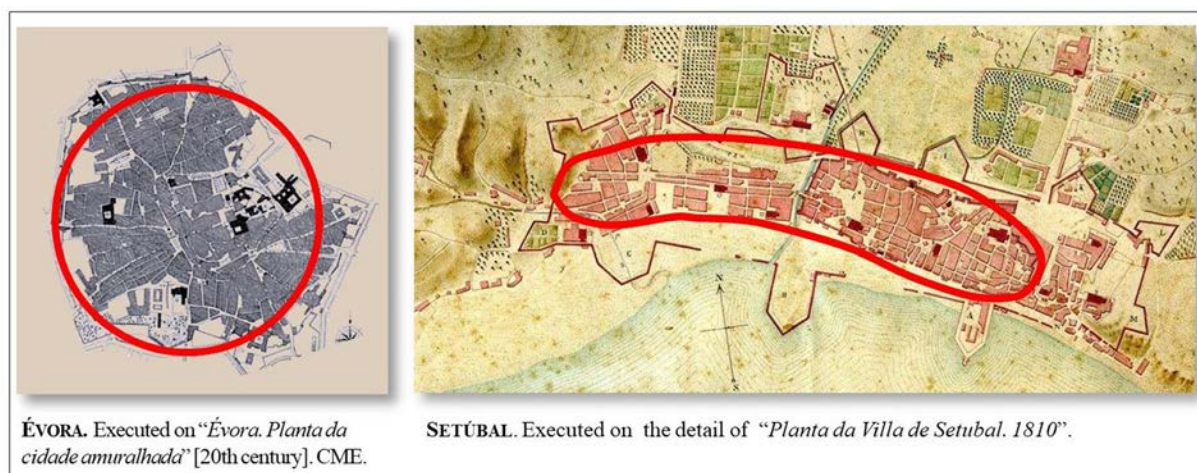 ÉVORA. Executed on “Évora. Planta da
cidade amuralhada” [20th century]. CME.
N
S
A
C
M
SETÚBAL. Executed on the detail of “Planta da Villa de Setubal. 1810”.